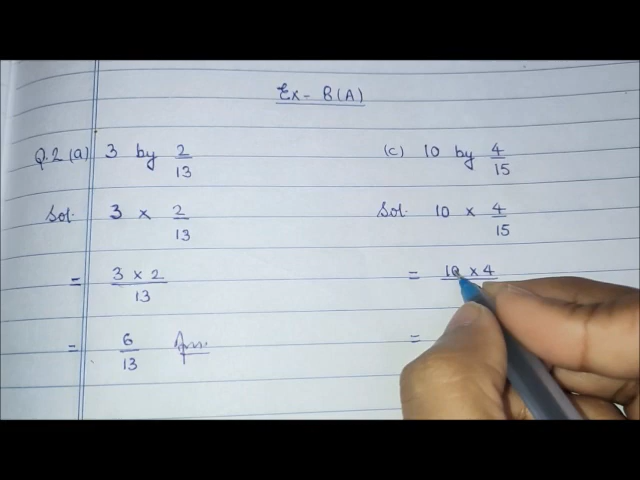 Ex- B(A)
Q.2 (a) 3 by 2/13
Sol. 3 × 2/13
= 3 × 2/13
= 6/13 Ans.
(c) 10 by 4/15
Sol. 10 × 4/15
= 10 × 4
=